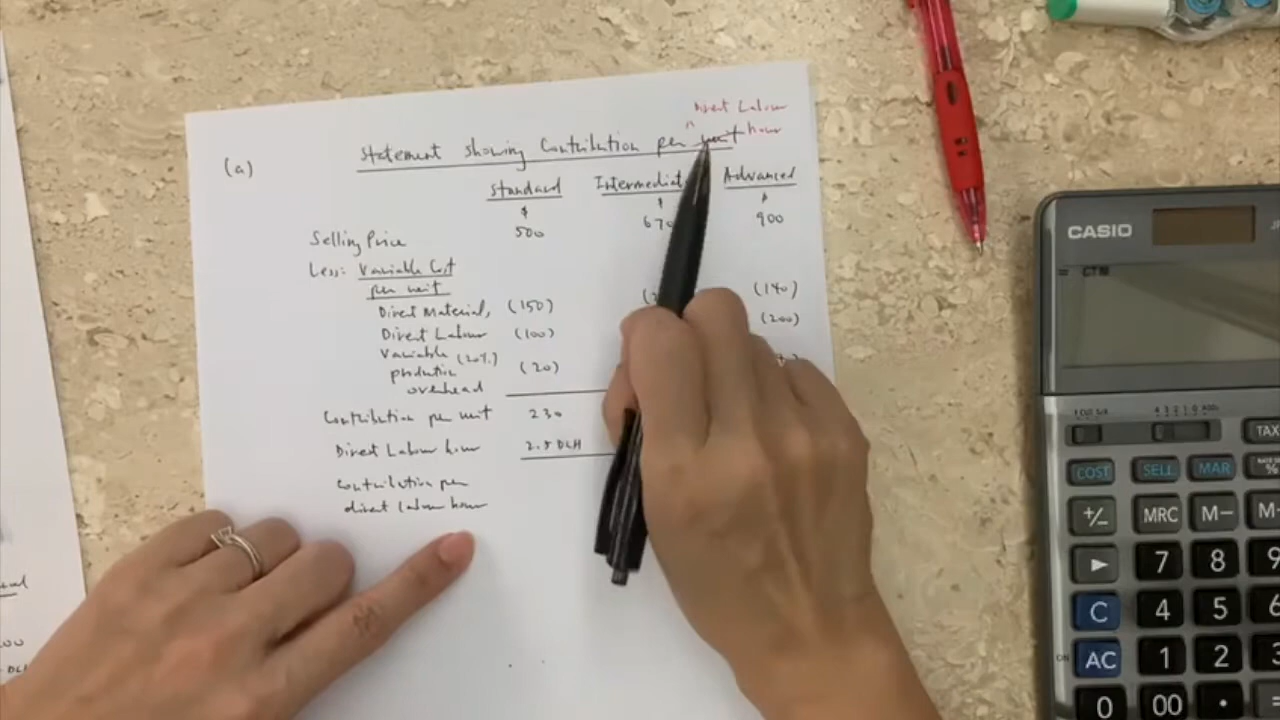 Direct Labour
hour
(a) Statement showing Contribution per unit
Standard Intermediat Advanced
$ $ $
Selling Price 500 670 900
Less: Variable Cost
per unit
Direct Material, (150) (140)
Direct Labour (100) (200)
Variable (20%)
production (20)
overhead
Contribution per unit 230
Direct Labour hour 2.5 DLH
Contribution per
direct labour hour
CASIO
COST SELL MAR
TAX
%
+/- MRC M− M-
▶ 7 8 9
C 4 5 6
AC 1 2 3
0 00 . =